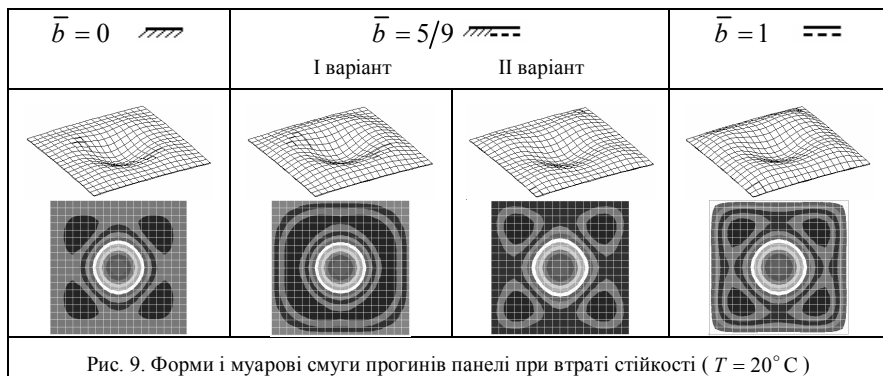 b̅ = 0
b̅ = 5/9
b̅ = 1
І варіант
ІІ варіант
Рис. 9. Форми і муарові смуги прогинів панелі при втраті стійкості ( T = 20° C )